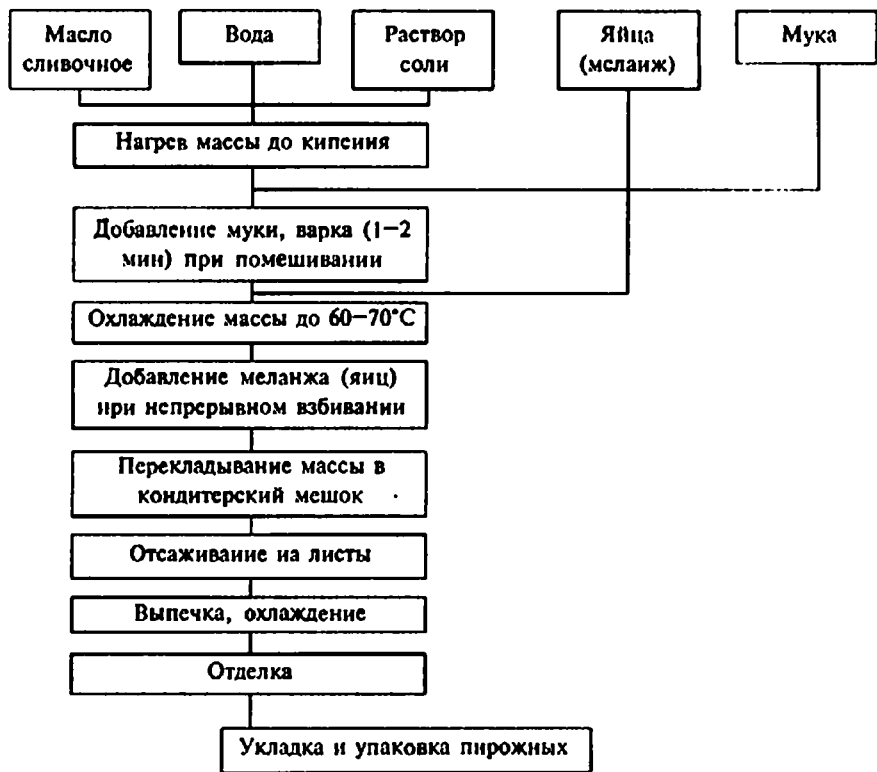 Масло
сливочное
Вода
Раствор
соли
Яйца
(мслаиж)
Мука
Нагрев массы до кипения
Добавление муки, варка (1—2
мин) при помешивании
Охлаждение массы до 60—70°С
Добавление меланжа (яиц)
при непрерывном взбивании
Перекладывание массы в
кондитерский мешок
Отсаживание на листы
Выпечка, охлаждение
Отделка
Укладка и упаковка пирожных